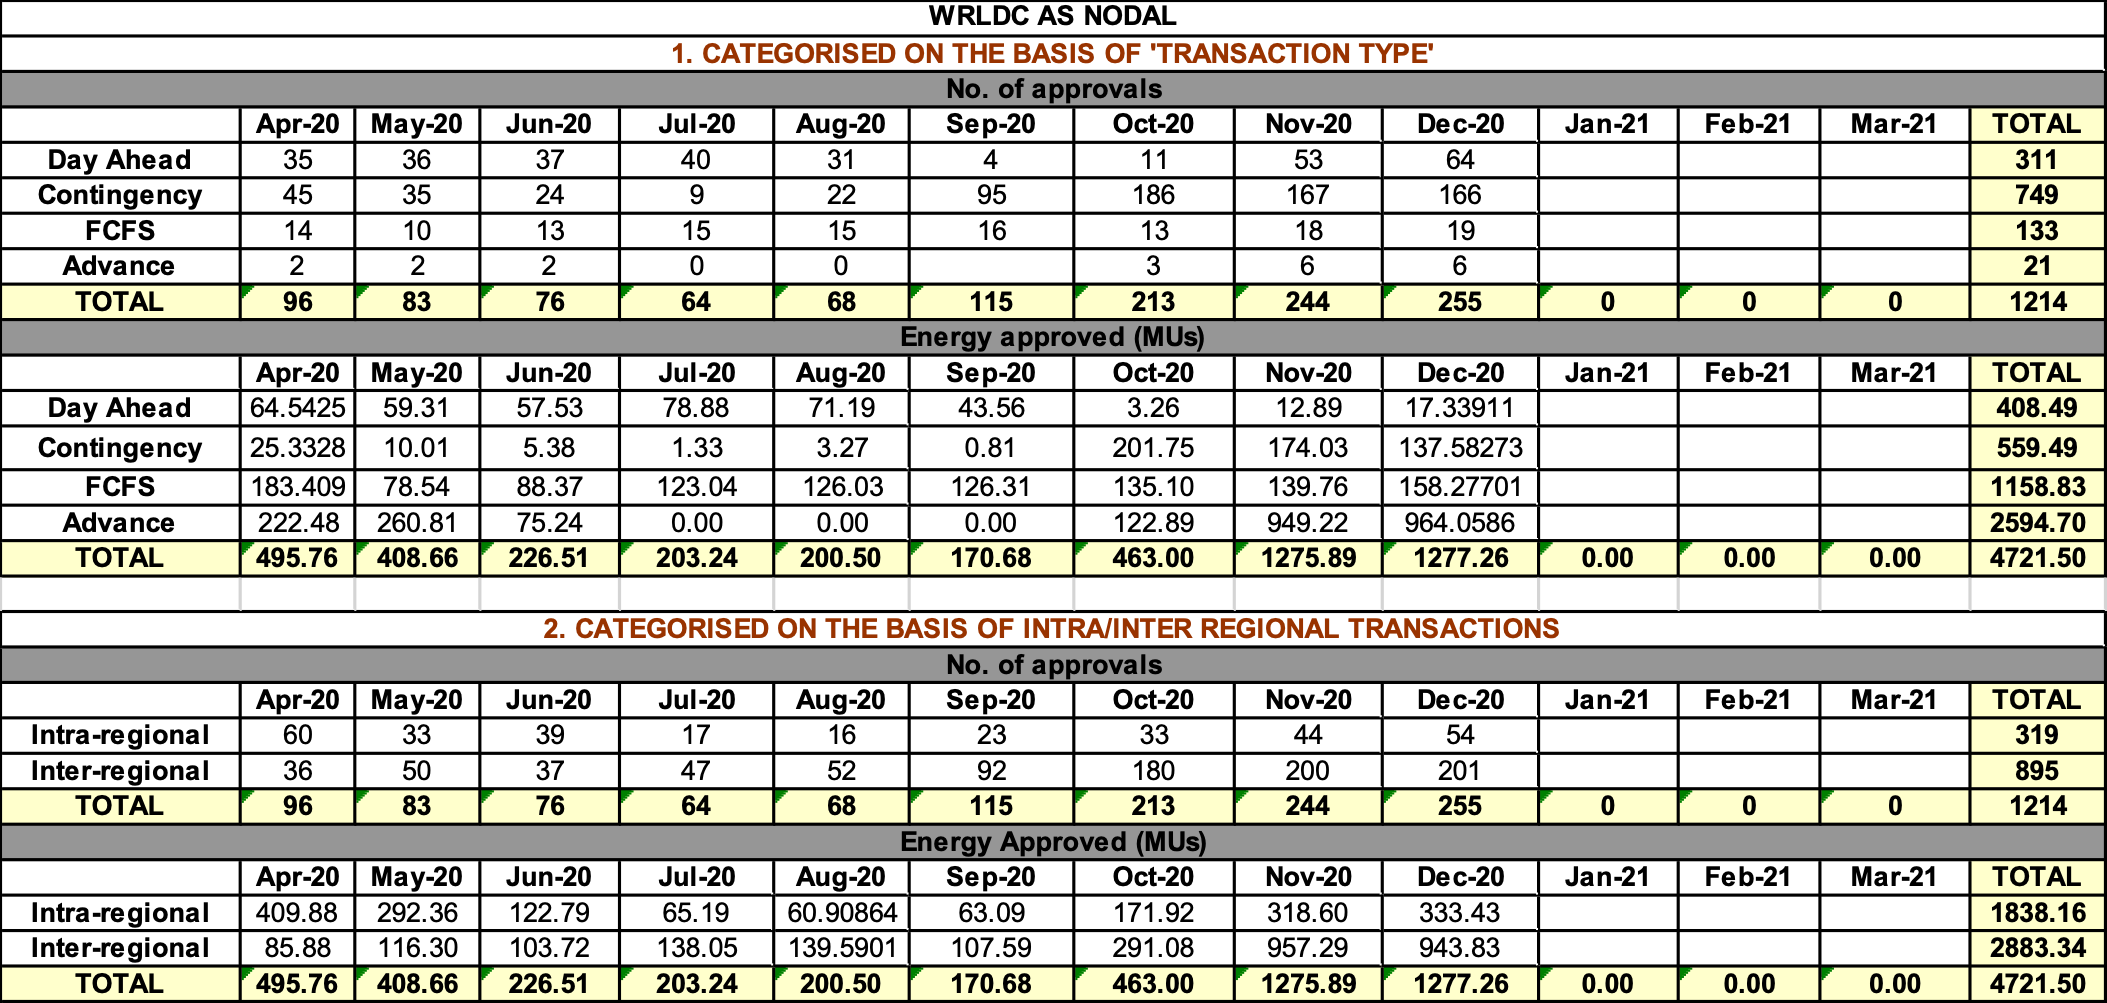 WRLDC AS NODAL
1. CATEGORISED ON THE BASIS OF 'TRANSACTION TYPE'
No. of approvals
Apr-20 May-20 Jun-20 Jul-20 Aug-20 Sep-20 Oct-20 Nov-20 Dec-20 Jan-21 Feb-21 Mar-21 TOTAL
Day Ahead 35 36 37 40 31 4 11 53 64 311
Contingency 45 35 24 9 22 95 186 167 166 749
FCFS 14 10 13 15 15 16 13 18 19 133
Advance 2 2 2 0 0 3 6 6 21
TOTAL 96 83 76 64 68 115 213 244 255 0 0 0 1214
Energy approved (MUs)
Apr-20 May-20 Jun-20 Jul-20 Aug-20 Sep-20 Oct-20 Nov-20 Dec-20 Jan-21 Feb-21 Mar-21 TOTAL
Day Ahead 64.5425 59.31 57.53 78.88 71.19 43.56 3.26 12.89 17.33911 408.49
Contingency 25.3328 10.01 5.38 1.33 3.27 0.81 201.75 174.03 137.58273 559.49
FCFS 183.409 78.54 88.37 123.04 126.03 126.31 135.10 139.76 158.27701 1158.83
Advance 222.48 260.81 75.24 0.00 0.00 0.00 122.89 949.22 964.0586 2594.70
TOTAL 495.76 408.66 226.51 203.24 200.50 170.68 463.00 1275.89 1277.26 0.00 0.00 0.00 4721.50
2. CATEGORISED ON THE BASIS OF INTRA/INTER REGIONAL TRANSACTIONS
No. of approvals
Apr-20 May-20 Jun-20 Jul-20 Aug-20 Sep-20 Oct-20 Nov-20 Dec-20 Jan-21 Feb-21 Mar-21 TOTAL
Intra-regional 60 33 39 17 16 23 33 44 54 319
Inter-regional 36 50 37 47 52 92 180 200 201 895
TOTAL 96 83 76 64 68 115 213 244 255 0 0 0 1214
Energy Approved (MUs)
Apr-20 May-20 Jun-20 Jul-20 Aug-20 Sep-20 Oct-20 Nov-20 Dec-20 Jan-21 Feb-21 Mar-21 TOTAL
Intra-regional 409.88 292.36 122.79 65.19 60.90864 63.09 171.92 318.60 333.43 1838.16
Inter-regional 85.88 116.30 103.72 138.05 139.5901 107.59 291.08 957.29 943.83 2883.34
TOTAL 495.76 408.66 226.51 203.24 200.50 170.68 463.00 1275.89 1277.26 0.00 0.00 0.00 4721.50